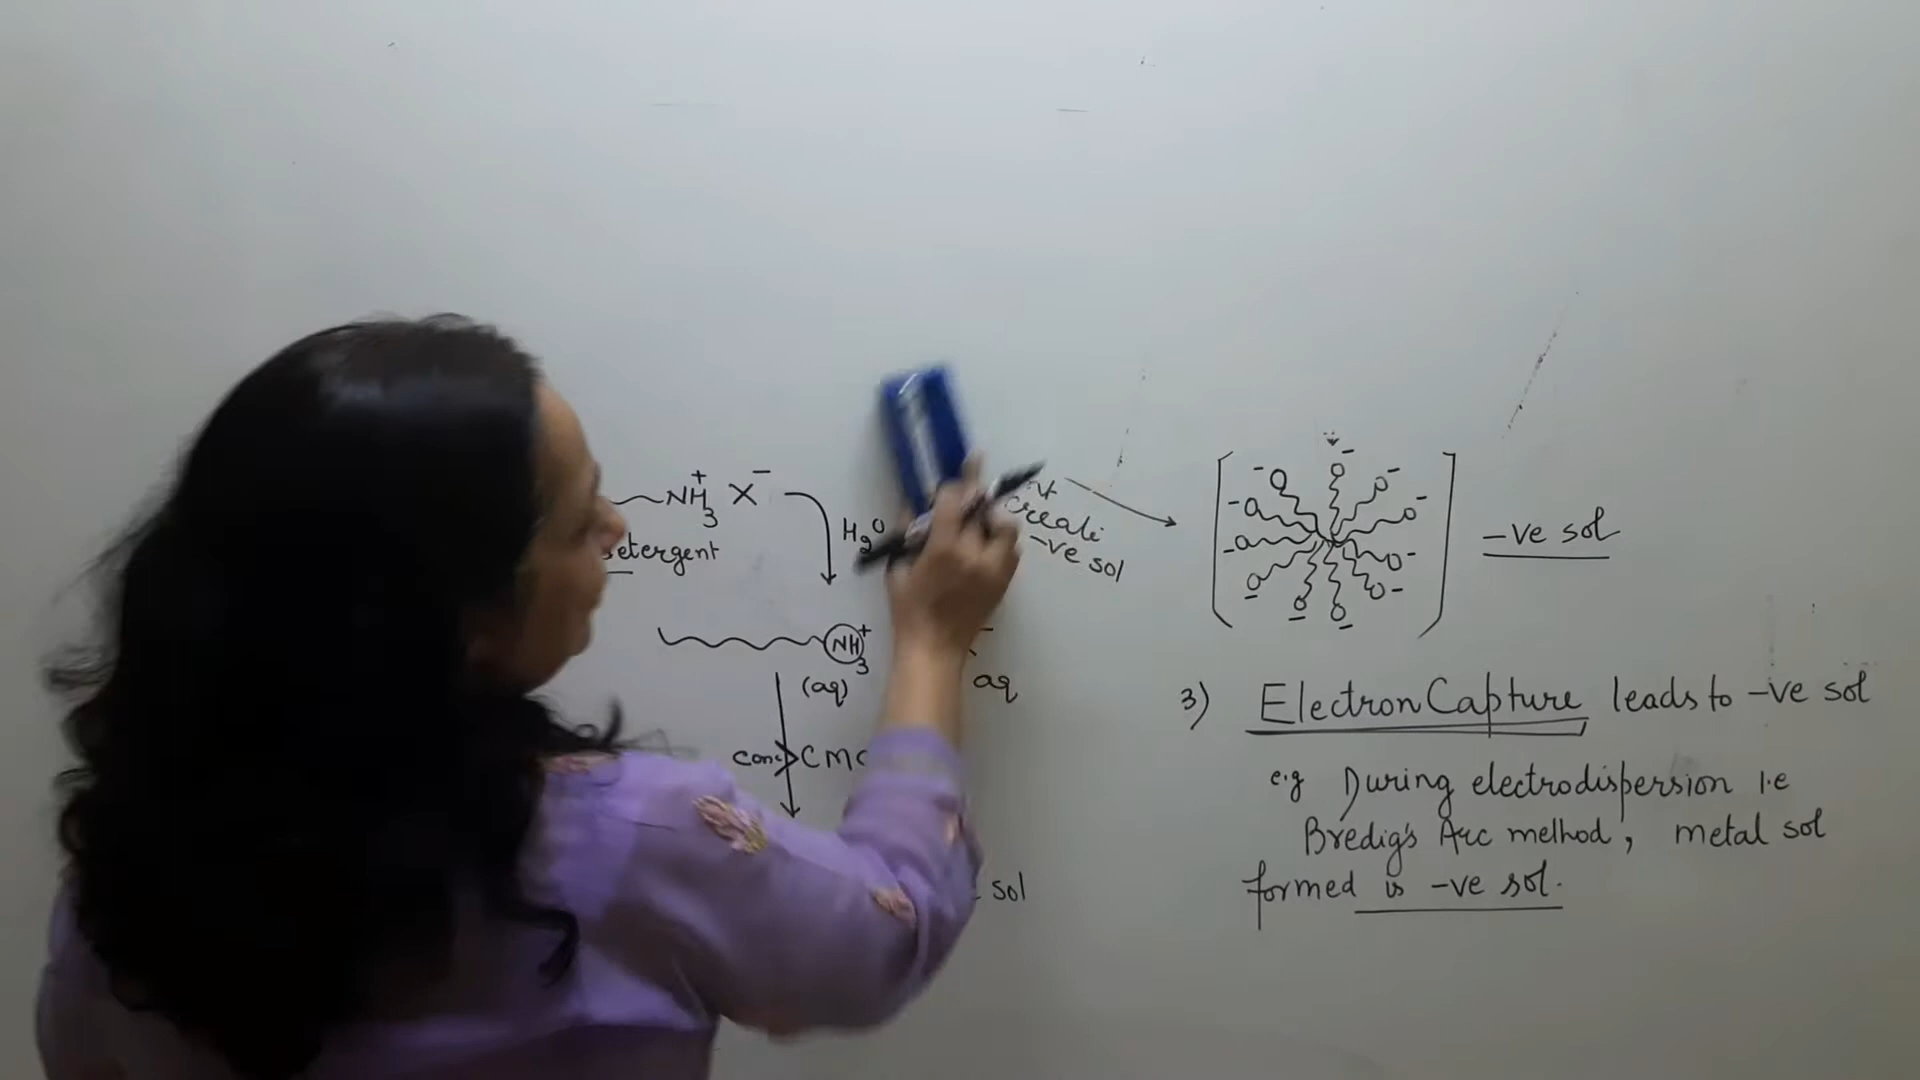 NH3+ X−
Detergent
H2O
creati
-ve sol
NH3+
(aq)
aq
conc > CMC
sol
-ve sol
3) Electron Capture leads to -ve sol
e.g During electrodispersion i.e
Bredig's Arc method, metal sol
formed is -ve sol.